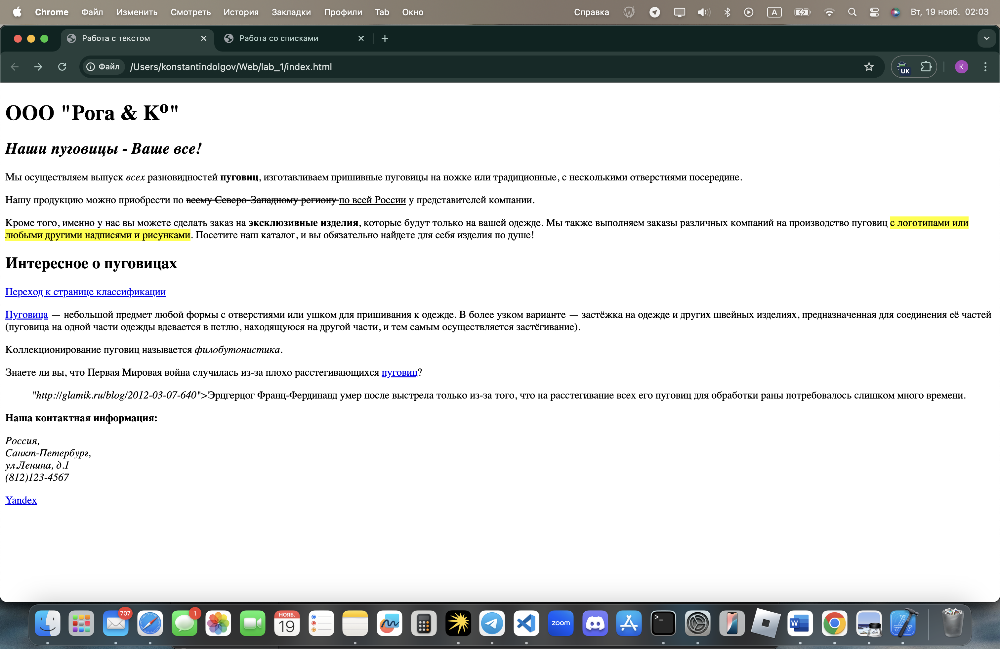 Chrome Файл Изменить Смотреть История Закладки Профили Tab Окно Справка A Вт, 19 нояб. 02:03
Работа с текстом Работа со списками
Файл /Users/konstantindolgov/Web/lab_1/index.html UK K
ООО "Рога & Kº"
Наши пуговицы - Ваше все!
Мы осуществляем выпуск всех разновидностей пуговиц, изготавливаем пришивные пуговицы на ножке или традиционные, с несколькими отверстиями посередине.
Нашу продукцию можно приобрести по всему Северо-Западному региону по всей России у представителей компании.
Кроме того, именно у нас вы можете сделать заказ на эксклюзивные изделия, которые будут только на вашей одежде. Мы также выполняем заказы различных компаний на производство пуговиц с логотипами или
любыми другими надписями и рисунками. Посетите наш каталог, и вы обязательно найдете для себя изделия по душе!
Интересное о пуговицах
Переход к странице классификации
Пуговица — небольшой предмет любой формы с отверстиями или ушком для пришивания к одежде. В более узком варианте — застёжка на одежде и других швейных изделиях, предназначенная для соединения её частей
(пуговица на одной части одежды вдевается в петлю, находящуюся на другой части, и тем самым осуществляется застёгивание).
Коллекционирование пуговиц называется филобутонистика.
Знаете ли вы, что Первая Мировая война случилась из-за плохо расстегивающихся пуговиц?
"http://glamik.ru/blog/2012-03-07-640">Эрцгерцог Франц-Фердинанд умер после выстрела только из-за того, что на расстегивание всех его пуговиц для обработки раны потребовалось слишком много времени.
Наша контактная информация:
Россия,
Санкт-Петербург,
ул.Ленина, д.1
(812)123-4567
Yandex
707 1 НОЯБ. 19 zoom >_ W